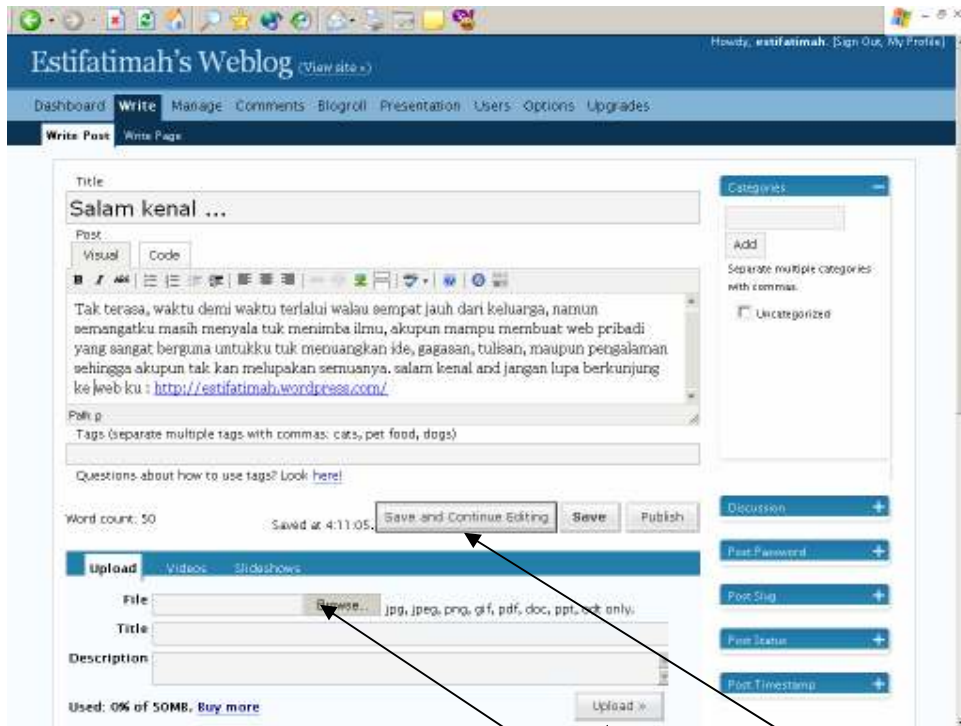 Howdy, estifatimah. [Sign Out, My Profile]
Estifatimah's Weblog (View site »)
Dashboard Write Manage Comments Blogroll Presentation Users Options Upgrades
Write Post Write Page
Title
Salam kenal ...
Post
Visual Code
Tak terasa, waktu demi waktu terlalui walau sempat jauh dari keluarga, namun
semangatku masih menyala tuk menimba ilmu, akupun mampu membuat web pribadi
yang sangat berguna untukku tuk menuangkan ide, gagasan, tulisan, maupun pengalaman
sehingga akupun tak kan melupakan semuanya. salam kenal and jangan lupa berkunjung
ke web ku : http://estifatimah.wordpress.com/
Path: p
Tags (separate multiple tags with commas: cats, pet food, dogs)
Questions about how to use tags? Look here!
Word count: 50
Saved at 4:11:05.
Save and Continue Editing Save Publish
Upload Videos Slideshows
File Browse... jpg, jpeg, png, gif, pdf, doc, ppt, odt only.
Title
Description
Used: 0% of 50MB. Buy more
Upload »
Categories
Add
Separate multiple categories
with commas.
Uncategorized
Discussion
Post Password
Post Slug
Post Status
Post Timestamp